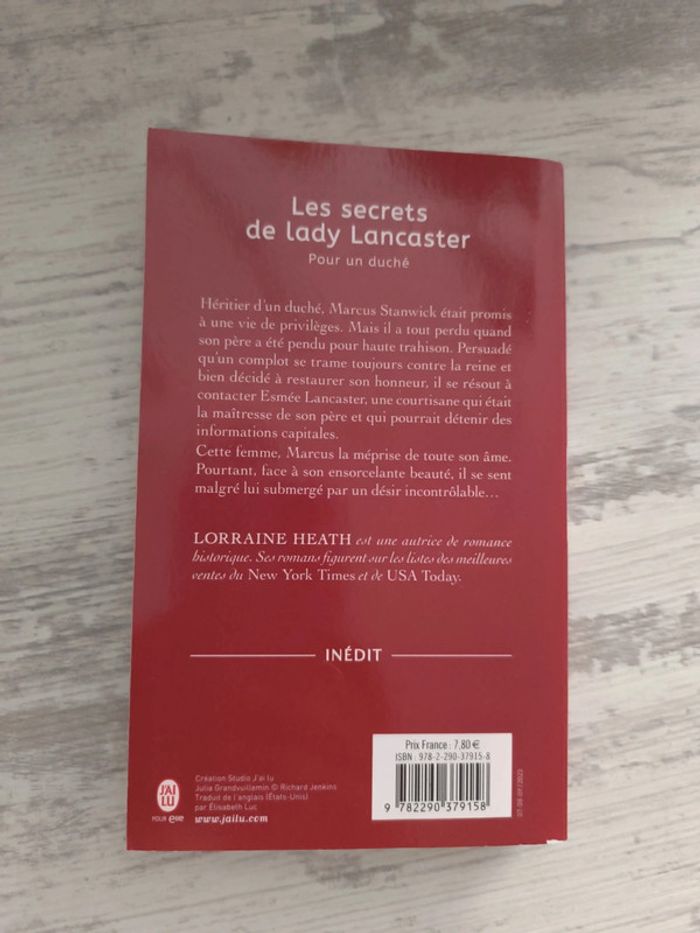 Les secrets
de lady Lancaster
Pour un duché
Héritier d'un duché, Marcus Stanwick était promis
à une vie de privilèges. Mais il a tout perdu quand
son père a été pendu pour haute trahison. Persuadé
qu'un complot se trame toujours contre la reine et
bien décidé à restaurer son honneur, il se résout à
contacter Esmée Lancaster, une courtisane qui était
la maîtresse de son père et qui pourrait détenir des
informations capitales.
Cette femme, Marcus la méprise de toute son âme.
Pourtant, face à son ensorcelante beauté, il se sent
malgré lui submergé par un désir incontrôlable…
LORRAINE HEATH est une autrice de romance
historique. Ses romans figurent sur les listes des meilleures
ventes du New York Times et de USA Today.
INÉDIT
Prix France : 7,80 €
ISBN : 978-2-290-37915-8
9 782290 379158
J'AI
LU
POUR elle
Création Studio J'ai lu
Julia Grandvuillamin © Richard Jenkins
Traduit de l'anglais (États-Unis)
par Élisabeth Luc
www.jailu.com